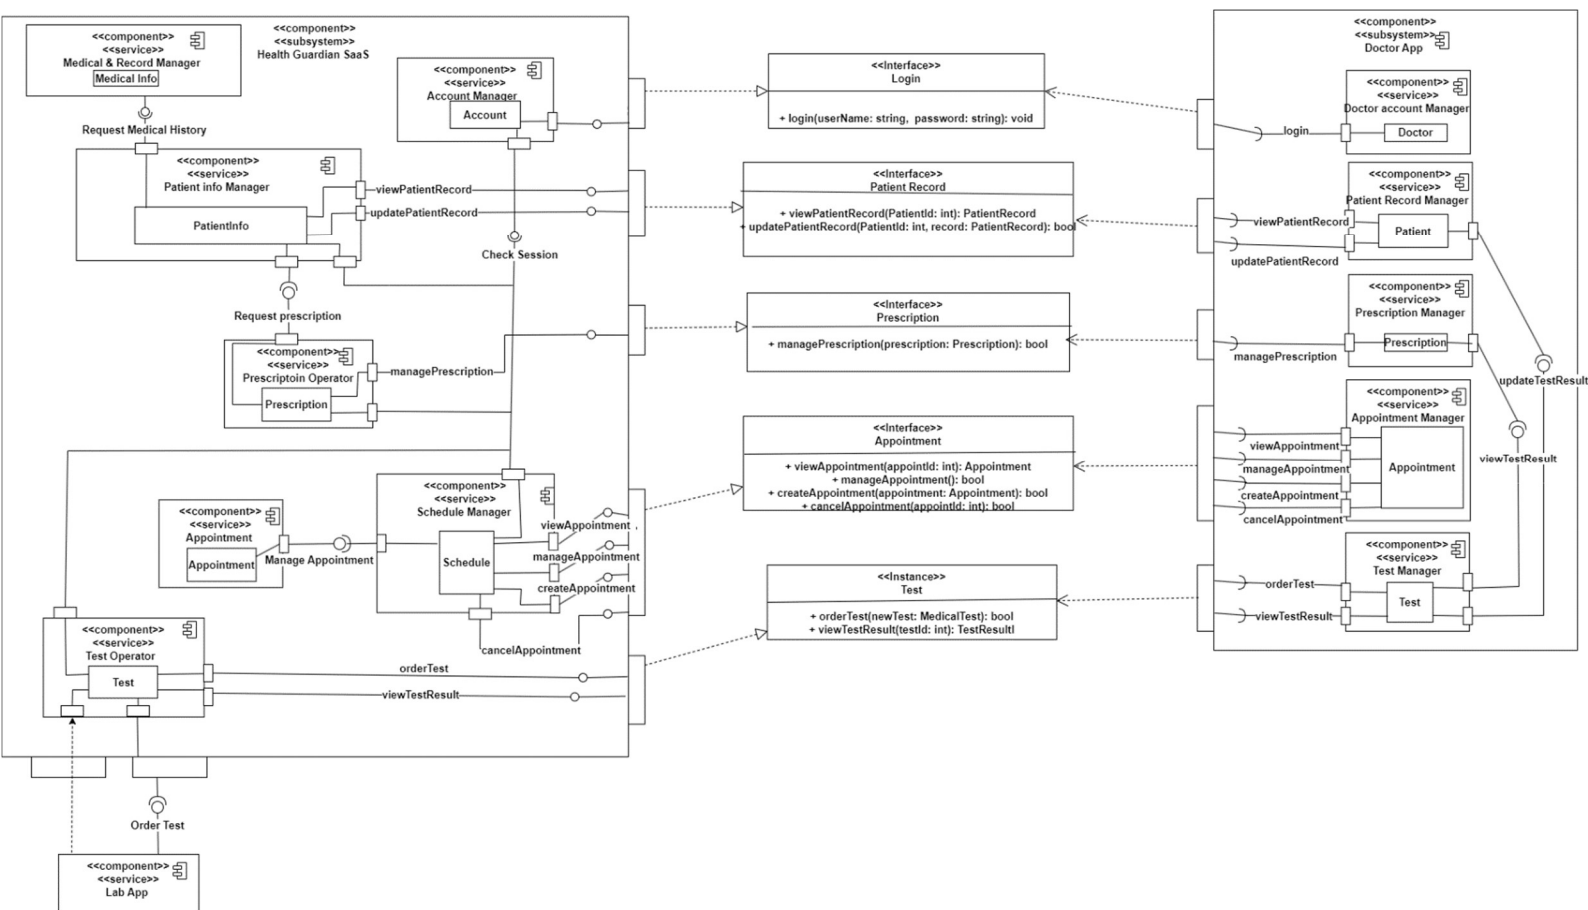 <<component>>
<<service>>
Medical & Record Manager
Medical Info
Request Medical History
<<component>>
<<subsystem>>
Health Guardian SaaS
<<component>>
<<service>>
Account Manager
Account
<<component>>
<<service>>
Patient info Manager
PatientInfo
viewPatientRecord
updatePatientRecord
Check Session
Request prescription
<<component>>
<<service>>
Prescriptoin Operator
Prescription
managePrescription
<<component>>
<<service>>
Appointment
Appointment
Manage Appointment
<<component>>
<<service>>
Schedule Manager
Schedule
viewAppointment
manageAppointment
createAppointment
cancelAppointment
<<component>>
<<service>>
Test Operator
Test
orderTest
viewTestResult
Order Test
<<component>>
<<service>>
Lab App
<<Interface>>
Login
+ login(userName: string, password: string): void
<<Interface>>
Patient Record
+ viewPatientRecord(PatientId: int): PatientRecord
+ updatePatientRecord(PatientId: int, record: PatientRecord): bool
<<Interface>>
Prescription
+ managePrescription(prescription: Prescription): bool
<<Interface>>
Appointment
+ viewAppointment(appointId: int): Appointment
+ manageAppointment(): bool
+ createAppointment(appointment: Appointment): bool
+ cancelAppointment(appointId: int): bool
<<Instance>>
Test
+ orderTest(newTest: MedicalTest): bool
+ viewTestResult(testId: int): TestResultl
<<component>>
<<subsystem>>
Doctor App
<<component>>
<<service>>
Doctor account Manager
Doctor
login
<<component>>
<<service>>
Patient Record Manager
Patient
viewPatientRecord
updatePatientRecord
<<component>>
<<service>>
Prescription Manager
Prescription
managePrescription
updateTestResult
<<component>>
<<service>>
Appointment Manager
Appointment
viewAppointment
manageAppointment
createAppointment
cancelAppointment
viewTestResult
<<component>>
<<service>>
Test Manager
Test
orderTest
viewTestResult